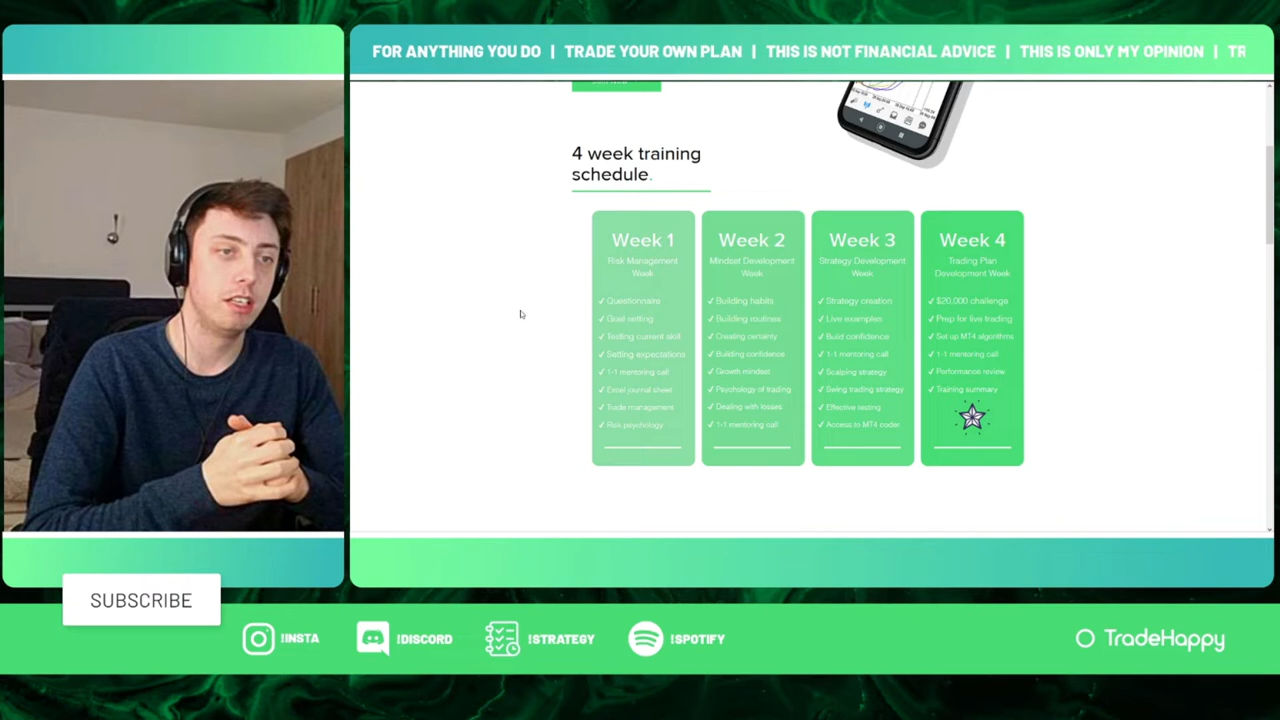 FOR ANYTHING YOU DO | TRADE YOUR OWN PLAN | THIS IS NOT FINANCIAL ADVICE | THIS IS ONLY MY OPINION | TR
4 week training
schedule.
Week 1
Risk Management
Week
✓ Questionnaire
✓ Goal setting
✓ Testing current skill
✓ Setting expectations
✓ 1-1 mentoring call
✓ Excel journal sheet
✓ Trade management
✓ Risk psychology
Week 2
Mindset Development
Week
✓ Building habits
✓ Building routines
✓ Creating certainty
✓ Building confidence
✓ Growth mindset
✓ Psychology of trading
✓ Dealing with losses
✓ 1-1 mentoring call
Week 3
Strategy Development
Week
✓ Strategy creation
✓ Live examples
✓ Build confidence
✓ 1-1 mentoring call
✓ Scalping strategy
✓ Swing trading strategy
✓ Effective testing
✓ Access to MT4 coder
Week 4
Trading Plan
Development Week
✓ $20,000 challenge
✓ Prep for live trading
✓ Set up MT4 algorithms
✓ 1-1 mentoring call
✓ Performance review
✓ Training summary
SUBSCRIBE
!INSTA
!DISCORD
!STRATEGY
!SPOTIFY
TradeHappy